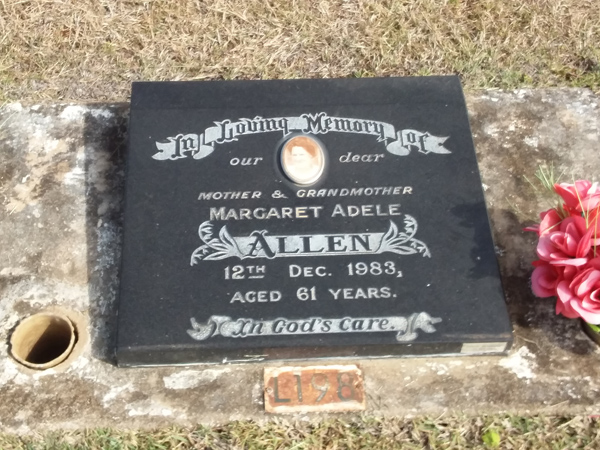 In Loving Memory of
our dear
MOTHER & GRANDMOTHER
MARGARET ADELE
ALLEN
12TH DEC. 1983,
AGED 61 YEARS.
In God's Care.
L198